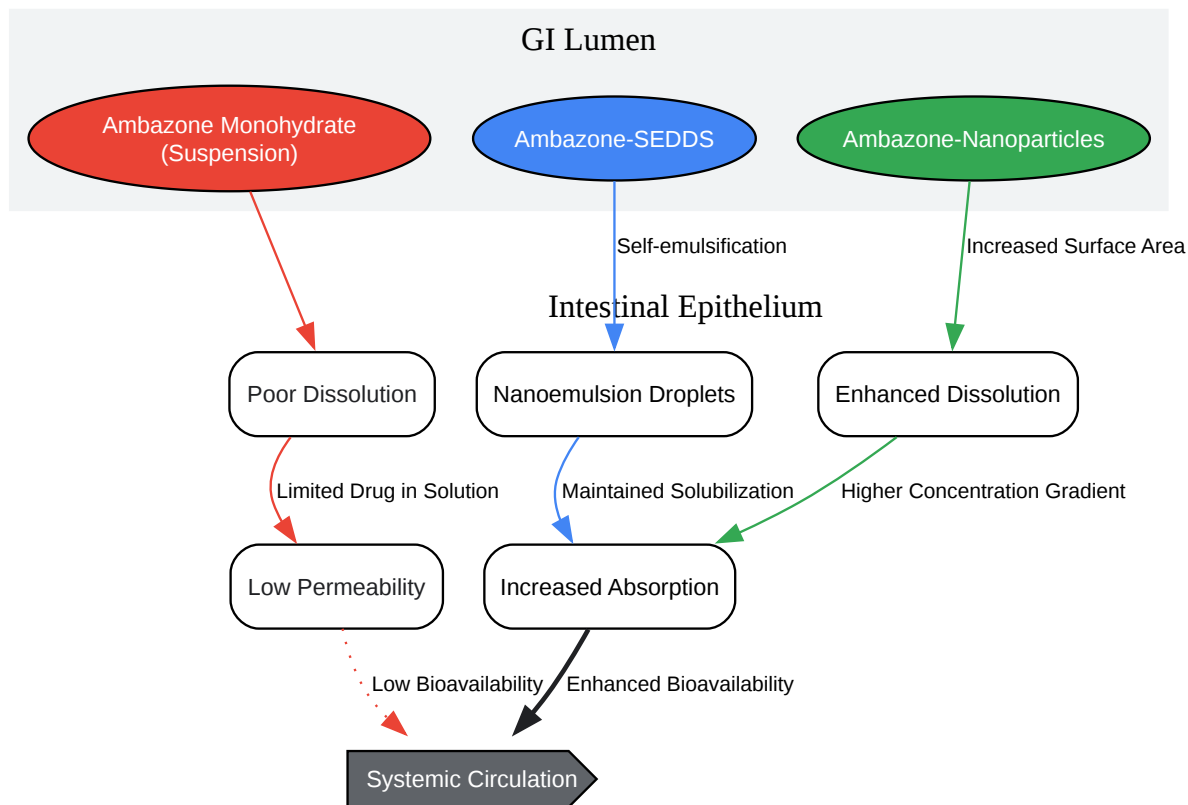 GI Lumen
Ambazone Monohydrate
(Suspension)
Ambazone-SEDDS
Ambazone-Nanoparticles
Self-emulsification
Increased Surface Area
Intestinal Epithelium
Poor Dissolution
Nanoemulsion Droplets
Enhanced Dissolution
Limited Drug in Solution
Maintained Solubilization
Higher Concentration Gradient
Low Permeability
Increased Absorption
Low Bioavailability
Enhanced Bioavailability
Systemic Circulation